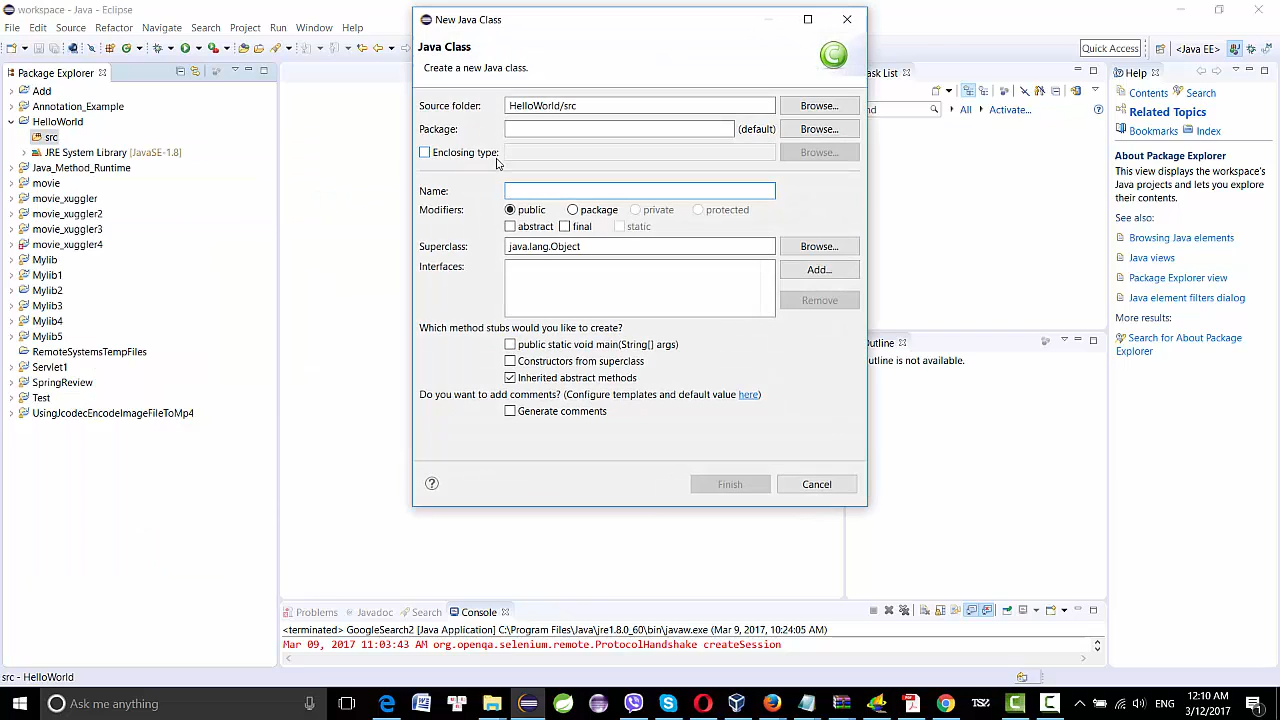 workspace - Java - Eclipse
File Edit Source Refactor Navigate Search Project Run Window Help
Quick Access
<Java EE>
Package Explorer
Add
Annotation_Example
HelloWorld
src
JRE System Library [JavaSE-1.8]
Java_Method_Runtime
movie
movie_xuggler
movie_xuggler2
movie_xuggler3
movie_xuggler4
Mylib
Mylib1
Mylib2
Mylib3
Mylib4
Mylib5
RemoteSystemsTempFiles
Servlet1
SpringReview
Test
UsingJcodecEncodeImageFileToMp4
New Java Class
Java Class
Create a new Java class.
Source folder: HelloWorld/src Browse...
Package: (default) Browse...
Enclosing type: Browse...
Name:
Modifiers: public package private protected
abstract final static
Superclass: java.lang.Object Browse...
Interfaces: Add...
Remove
Which method stubs would you like to create?
public static void main(String[] args)
Constructors from superclass
Inherited abstract methods
Do you want to add comments? (Configure templates and default value here)
Generate comments
Finish Cancel
ask List
All Activate...
utline
outline is not available.
Help
Contents Search
Related Topics
Bookmarks Index
About Package Explorer
This view displays the workspace's Java projects and lets you explore their contents.
See also:
Browsing Java elements
Java views
Package Explorer view
Java element filters dialog
More results:
Search for About Package Explorer
Problems Javadoc Search Console
<terminated> GoogleSearch2 [Java Application] C:\Program Files\Java\jre1.8.0_60\bin\javaw.exe (Mar 9, 2017, 10:24:05 AM)
Mar 09, 2017 11:03:43 AM org.openqa.selenium.remote.ProtocolHandshake createSession
src - HelloWorld
Ask me anything
12:10 AM
3/12/2017